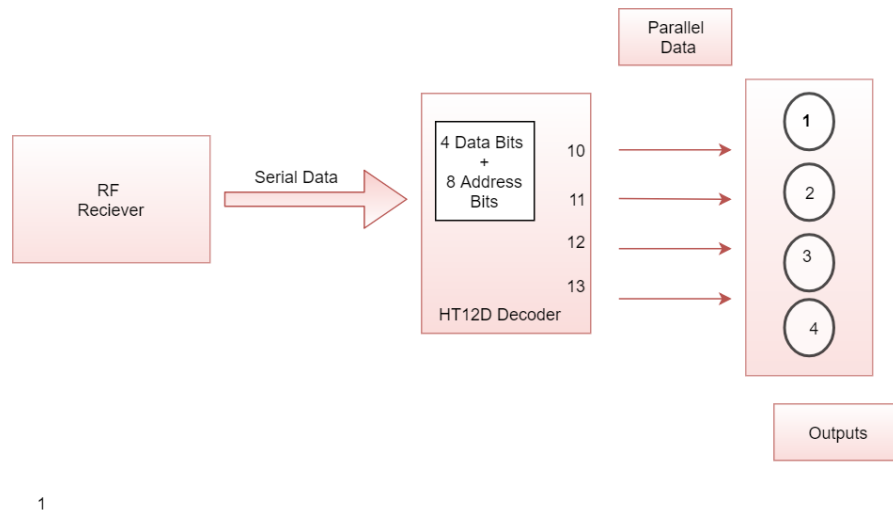 Parallel
Data
RF
Reciever
Serial Data
4 Data Bits
+
8 Address
Bits
10
11
12
13
HT12D Decoder
1
2
3
4
Outputs
1